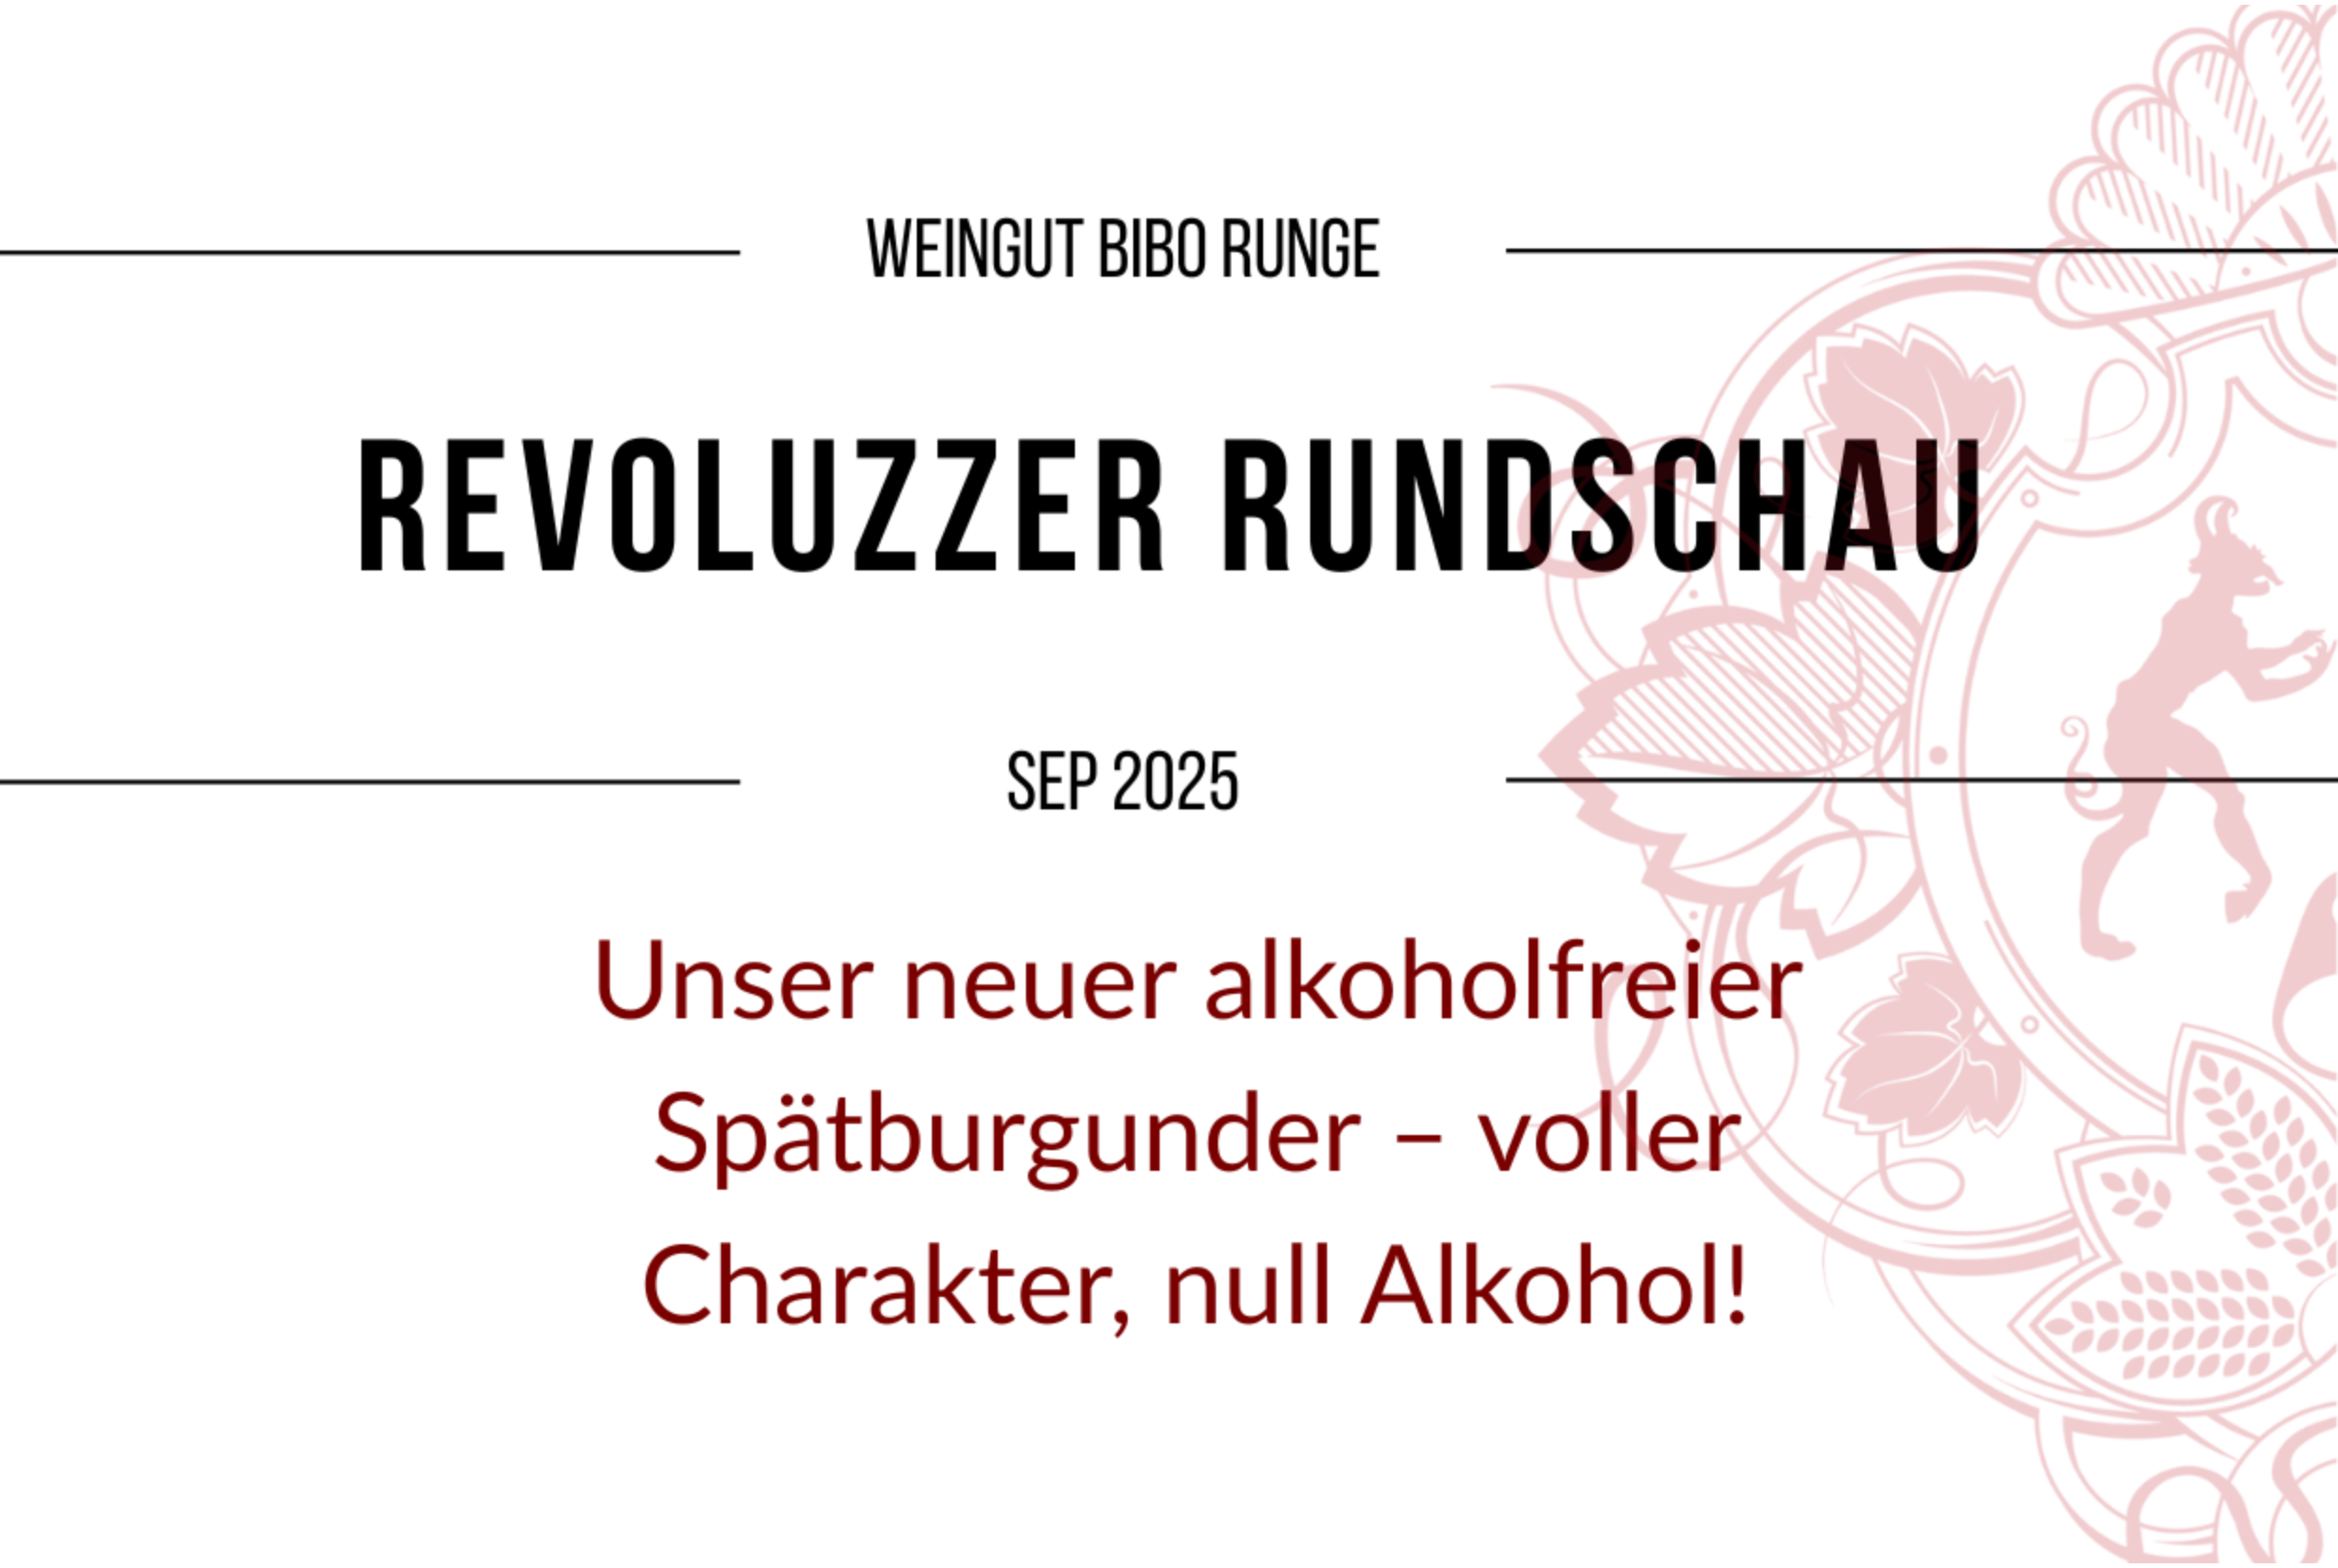 WEINGUT BIBO RUNGE
REVOLUZZER RUNDSCHAU
SEP 2025
Unser neuer alkoholfreier
Spätburgunder – voller
Charakter, null Alkohol!